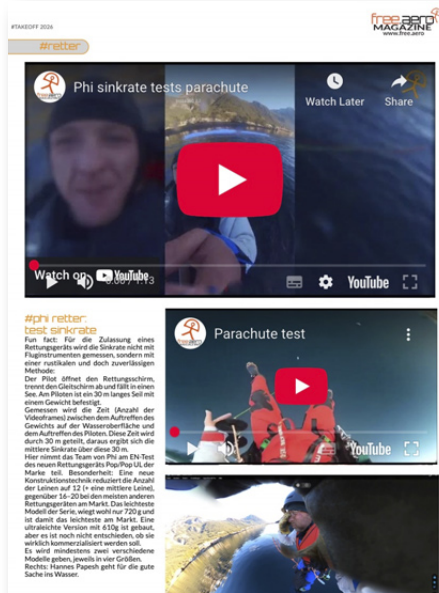 #TAKEOFF 2026
free.aero
MAGAZINE
www.free.aero
#retter
Phi sinkrate tests parachute
Watch Later
Share
Watch on YouTube
0:00 / 1:13
YouTube
#phi retter:
test sinkrate
Fun fact: Für die Zulassung eines
Rettungsgeräts wird die Sinkrate nicht mit
Fluginstrumenten gemessen, sondern mit
einer rustikalen und doch zuverlässigen
Methode:
Der Pilot öffnet den Rettungsschirm,
trennt den Gleitschirm ab und fällt in einen
See. Am Piloten ist ein 30 m langes Seil mit
einem Gewicht befestigt.
Gemessen wird die Zeit (Anzahl der
Videoframes) zwischen dem Auftreffen des
Gewichts auf der Wasseroberfläche und
dem Auftreffen des Piloten. Diese Zeit wird
durch 30 m geteilt, daraus ergibt sich die
mittlere Sinkrate über diese 30 m.
Hier nimmt das Team von Phi am EN-Test
des neuen Rettungsgeräts Pop/Pop UL der
Marke teil. Besonderheit: Eine neue
Konstruktionstechnik reduziert die Anzahl
der Leinen auf 12 (+ eine mittlere Leine),
gegenüber 16–20 bei den meisten anderen
Rettungsgeräten am Markt. Das leichteste
Modell der Serie, wiegt wohl nur 720 g und
ist damit das leichteste am Markt. Eine
ultraleichte Version mit 610g ist gebaut,
aber es ist noch nicht entschieden, ob sie
wirklich kommerzialisiert werden soll.
Es wird mindestens zwei verschiedene
Modelle geben, jeweils in vier Größen.
Rechts: Hannes Papesh geht für die gute
Sache ins Wasser.
Parachute test
YouTube